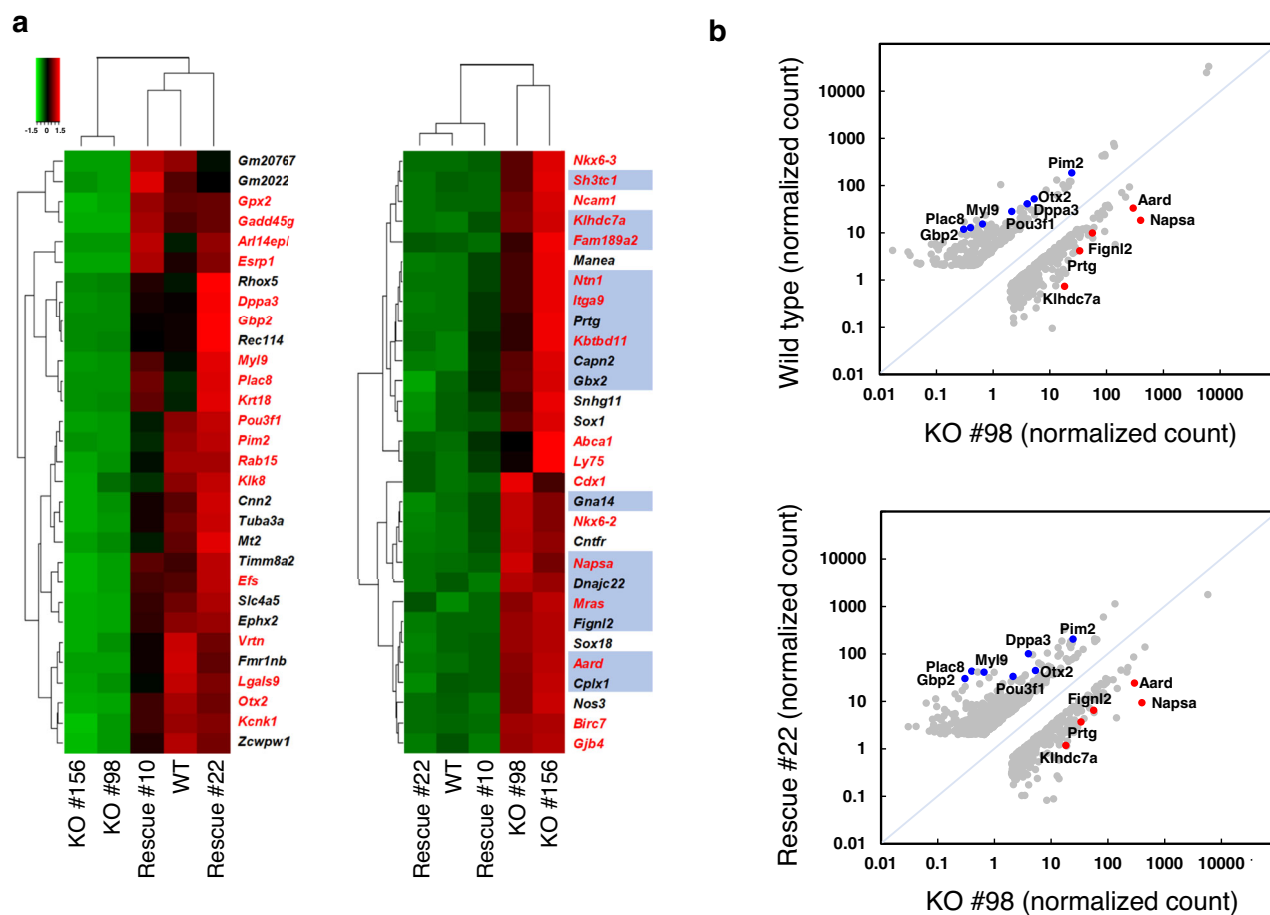 a
-1.5 0 1.5
Gm20767
Gm2022
Gpx2
Gadd45g
Arl14epl
Esrp1
Rhox5
Dppa3
Gbp2
Rec114
Myl9
Plac8
Krt18
Pou3f1
Pim2
Rab15
Klk8
Cnn2
Tuba3a
Mt2
Timm8a2
Efs
Slc4a5
Ephx2
Vrtn
Fmr1nb
Lgals9
Otx2
Kcnk1
Zcwpw1
KO #156
KO #98
Rescue #10
WT
Rescue #22
Nkx6-3
Sh3tc1
Ncam1
Klhdc7a
Fam189a2
Manea
Ntn1
Itga9
Prtg
Kbtbd11
Capn2
Gbx2
Snhg11
Sox1
Abca1
Ly75
Cdx1
Gna14
Nkx6-2
Cntfr
Napsa
Dnajc22
Mras
Fignl2
Sox18
Aard
Cplx1
Nos3
Birc7
Gjb4
Rescue #22
WT
Rescue #10
KO #98
KO #156
b
Wild type (normalized count)
10000
1000
100
10
1
0.1
0.01
Pim2
Otx2
Dppa3
Myl9
Pou3f1
Plac8
Gbp2
Aard
Napsa
Fignl2
Prtg
Klhdc7a
0.01 0.1 1 10 100 1000 10000
KO #98 (normalized count)
Rescue #22 (normalized count)
10000
1000
100
10
1
0.1
0.01
Pim2
Dppa3
Plac8
Myl9
Gbp2
Otx2
Pou3f1
Aard
Fignl2
Napsa
Prtg
Klhdc7a
0.01 0.1 1 10 100 1000 10000
KO #98 (normalized count)